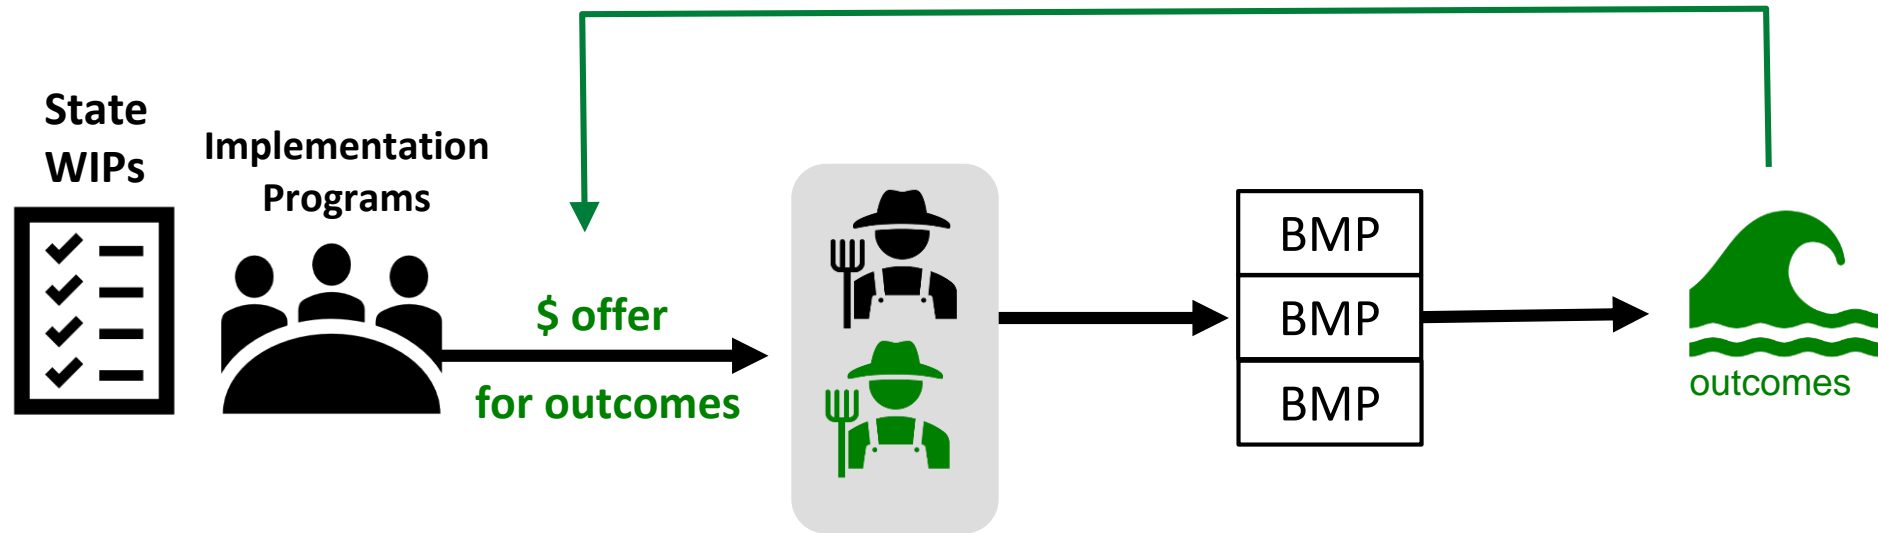 State
WIPs
Implementation
Programs
$ offer
for outcomes
BMP
BMP
BMP
outcomes